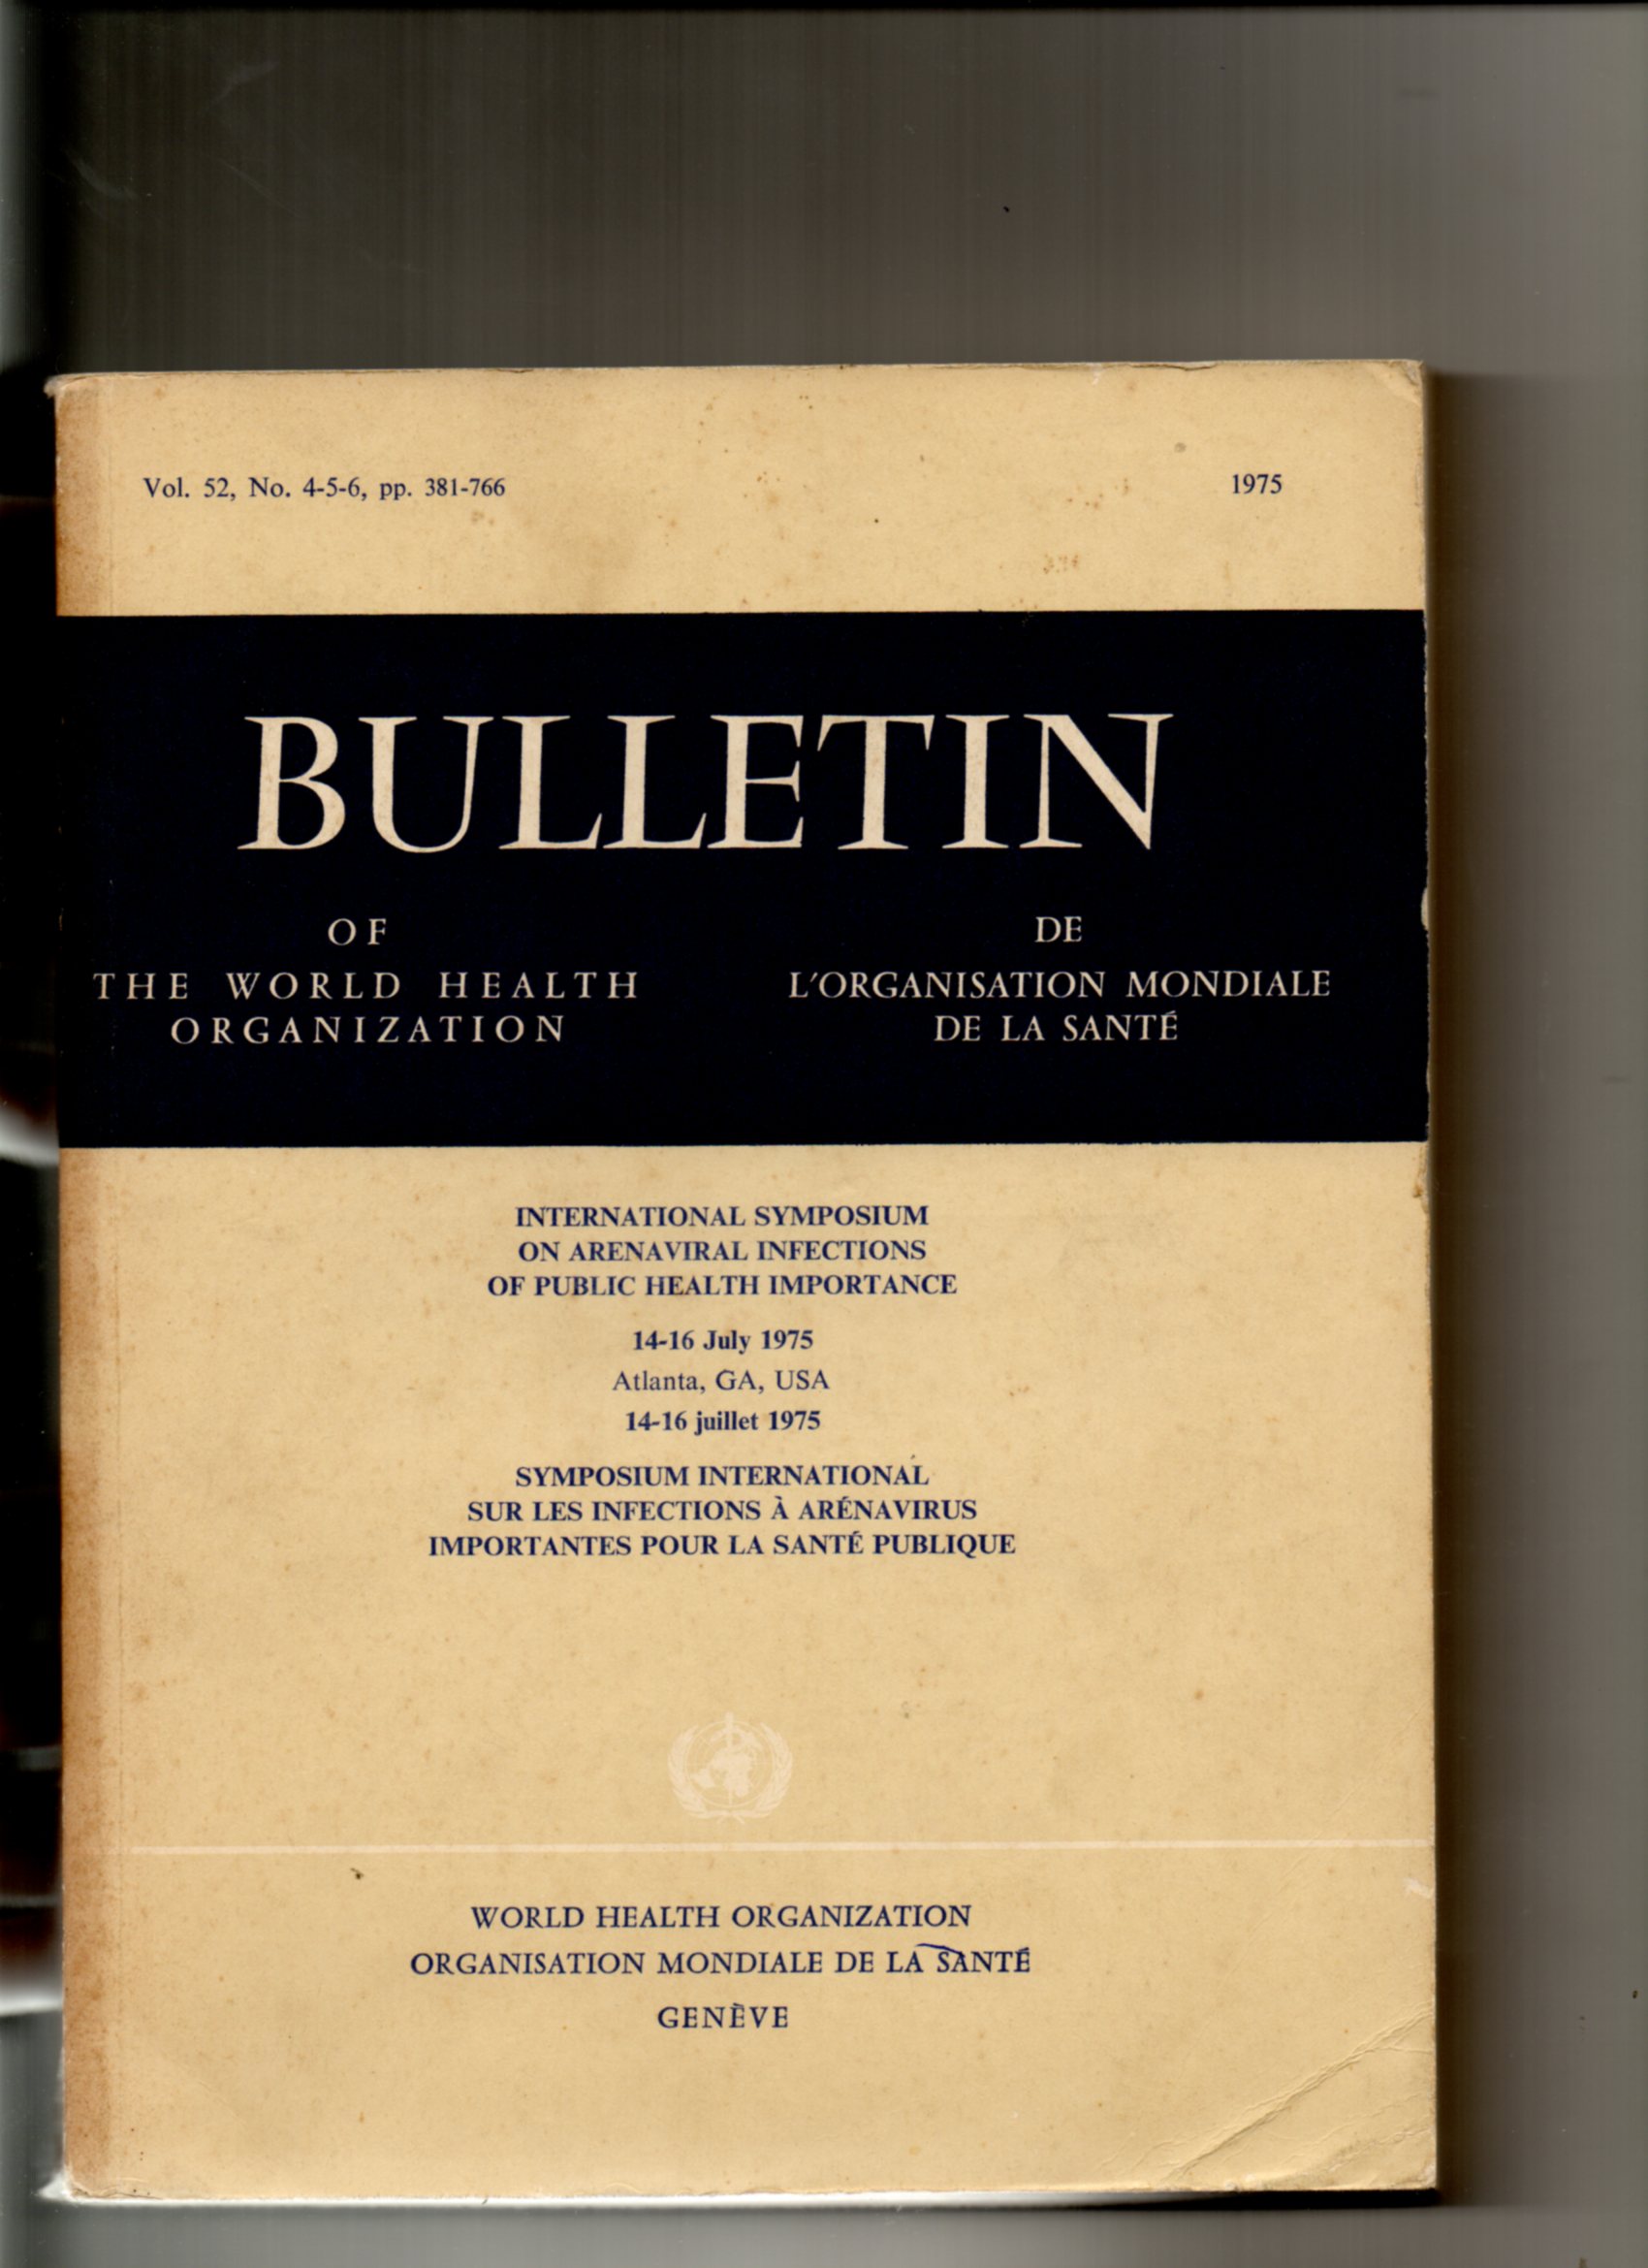 Vol. 52, No. 4-5-6, pp. 381-766
1975
BULLETIN
OF
THE WORLD HEALTH
ORGANIZATION
DE
L'ORGANISATION MONDIALE
DE LA SANTÉ
INTERNATIONAL SYMPOSIUM
ON ARENAVIRAL INFECTIONS
OF PUBLIC HEALTH IMPORTANCE
14-16 July 1975
Atlanta, GA, USA
14-16 juillet 1975
SYMPOSIUM INTERNATIONAL
SUR LES INFECTIONS À ARÉNAVIRUS
IMPORTANTES POUR LA SANTÉ PUBLIQUE
WORLD HEALTH ORGANIZATION
ORGANISATION MONDIALE DE LA SANTÉ
GENÈVE